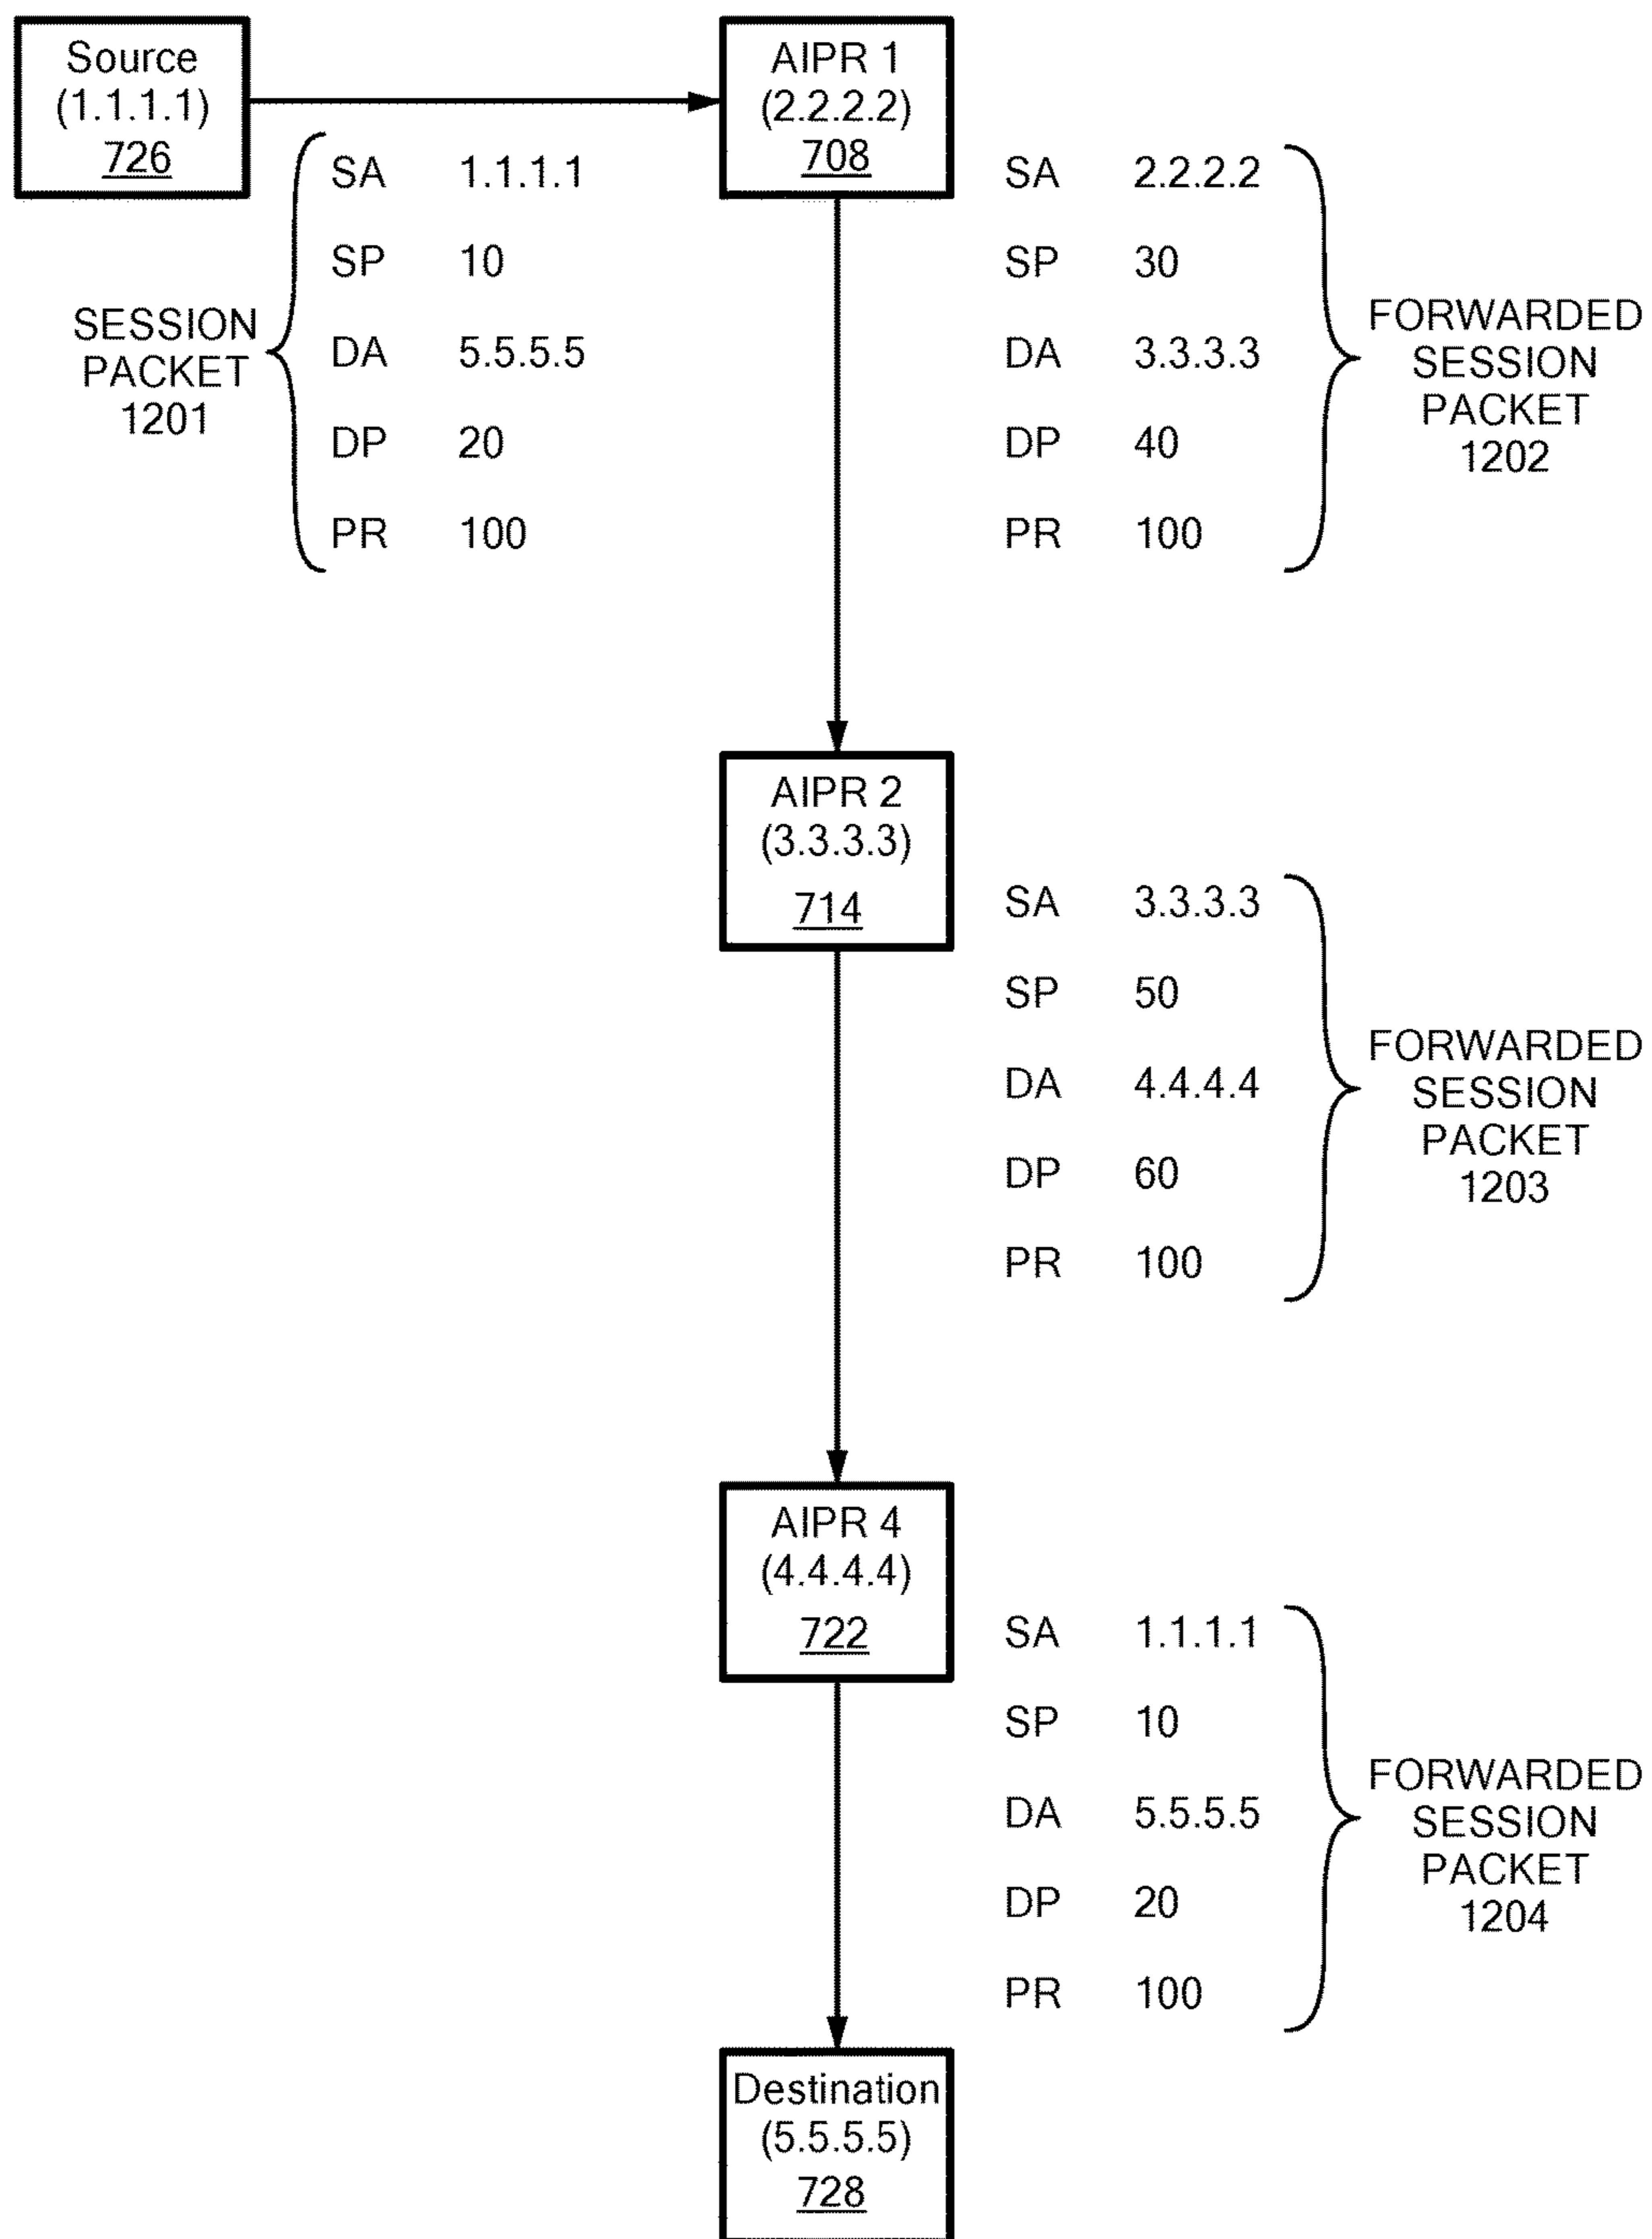 Source
(1.1.1.1)
726
AIPR 1
(2.2.2.2)
708
SESSION
PACKET
1201
SA 1.1.1.1
SP 10
DA 5.5.5.5
DP 20
PR 100
SA 2.2.2.2
SP 30
DA 3.3.3.3
DP 40
PR 100
FORWARDED
SESSION
PACKET
1202
AIPR 2
(3.3.3.3)
714
SA 3.3.3.3
SP 50
DA 4.4.4.4
DP 60
PR 100
FORWARDED
SESSION
PACKET
1203
AIPR 4
(4.4.4.4)
722
SA 1.1.1.1
SP 10
DA 5.5.5.5
DP 20
PR 100
FORWARDED
SESSION
PACKET
1204
Destination
(5.5.5.5)
728